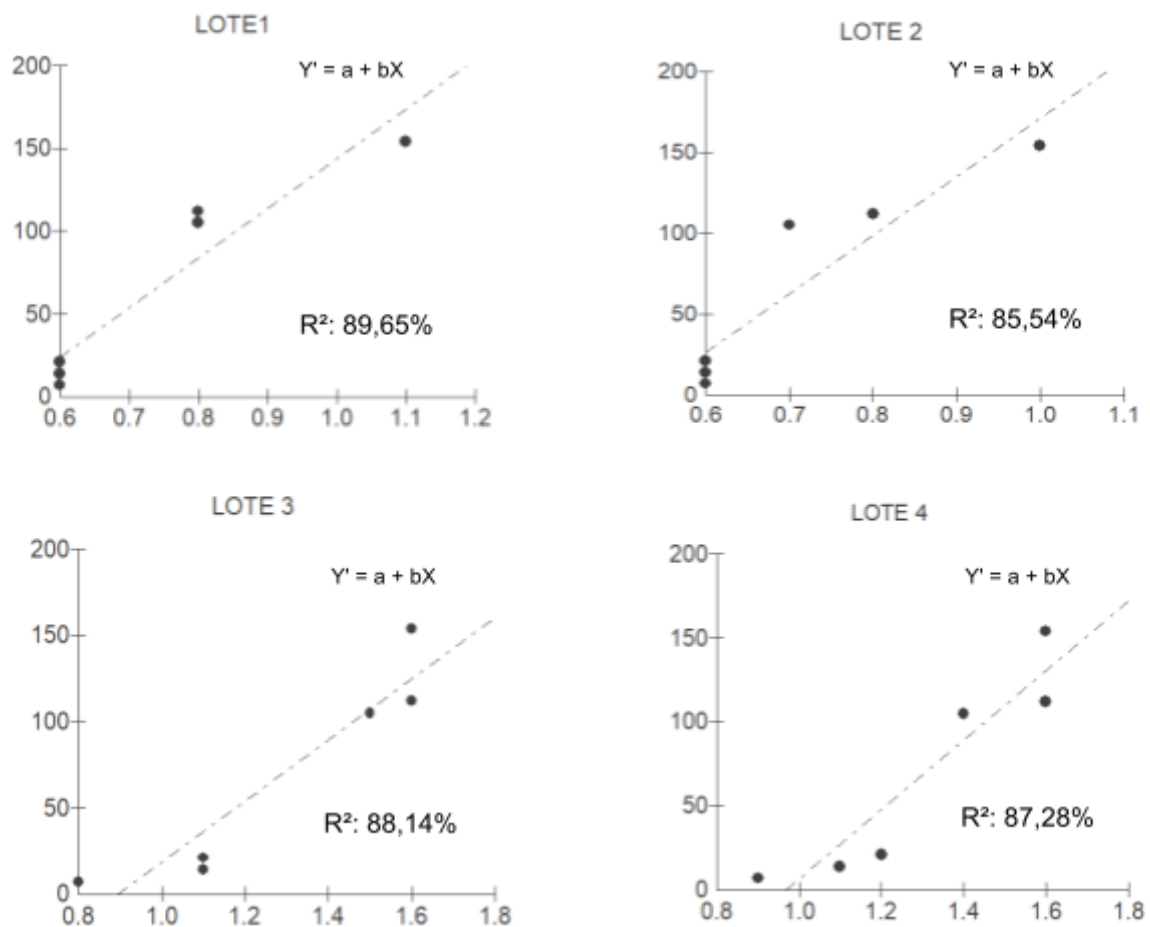 LOTE1
Y' = a + bX
200
150
100
50
0
R²: 89,65%
0.6 0.7 0.8 0.9 1.0 1.1 1.2
LOTE 2
Y' = a + bX
200
150
100
50
0
R²: 85,54%
0.6 0.7 0.8 0.9 1.0 1.1
LOTE 3
200
Y' = a + bX
150
100
50
0
R²: 88,14%
0.8 1.0 1.2 1.4 1.6 1.8
LOTE 4
200
Y' = a + bX
150
100
50
0
R²: 87,28%
0.8 1.0 1.2 1.4 1.6 1.8